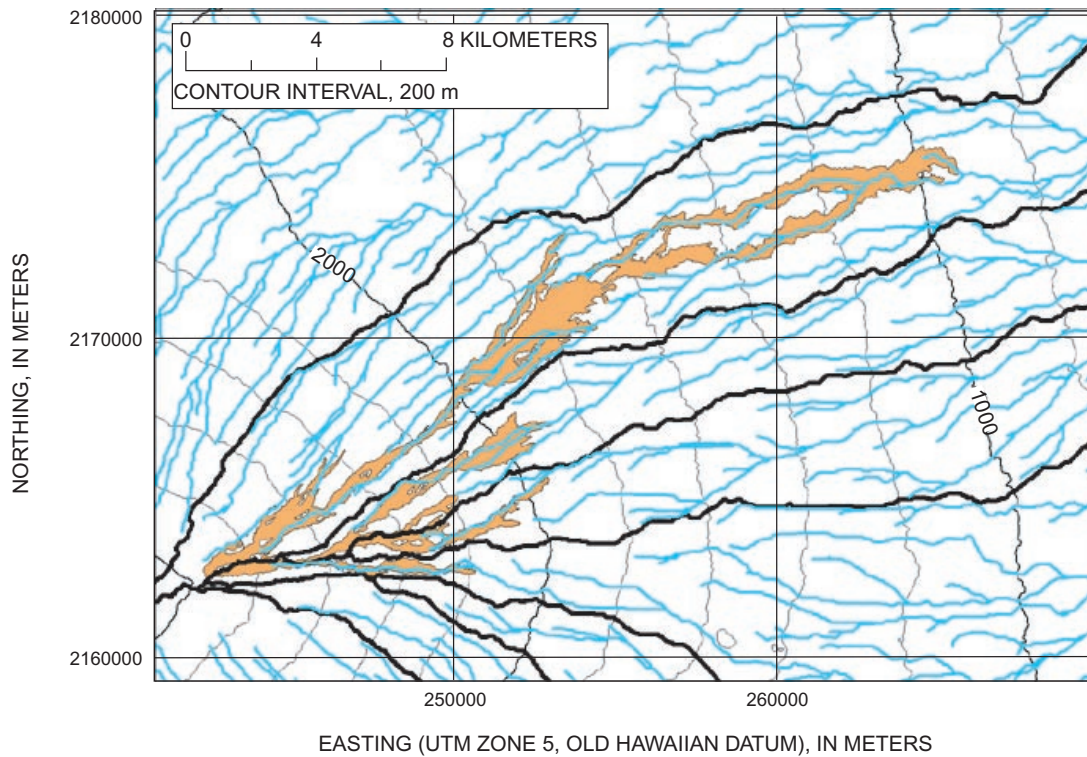 2180000
0 4 8 KILOMETERS
CONTOUR INTERVAL, 200 m
2000
NORTHING, IN METERS
2170000
1000
2160000
250000 260000
EASTING (UTM ZONE 5, OLD HAWAIIAN DATUM), IN METERS